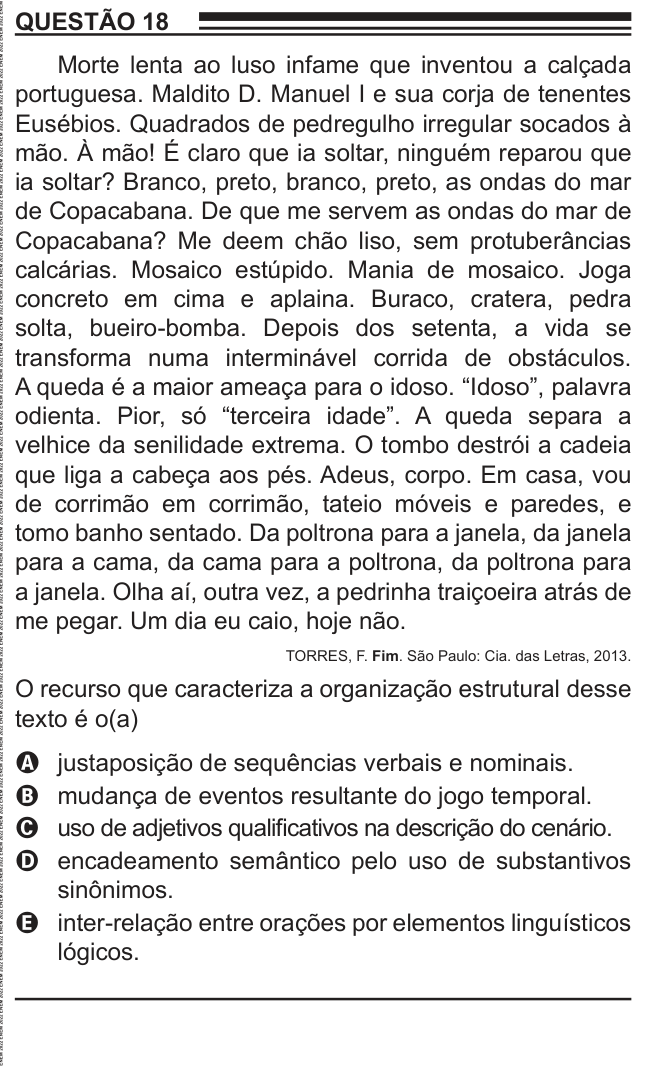 QUESTÃO 18
Morte lenta ao luso infame que inventou a calçada
portuguesa. Maldito D. Manuel I e sua corja de tenentes
Eusébios. Quadrados de pedregulho irregular socados à
mão. À mão! É claro que ia soltar, ninguém reparou que
ia soltar? Branco, preto, branco, preto, as ondas do mar
de Copacabana. De que me servem as ondas do mar de
Copacabana? Me deem chão liso, sem protuberâncias
calcárias. Mosaico estúpido. Mania de mosaico. Joga
concreto em cima e aplaina. Buraco, cratera, pedra
solta, bueiro-bomba. Depois dos setenta, a vida se
transforma numa interminável corrida de obstáculos.
A queda é a maior ameaça para o idoso. “Idoso”, palavra
odienta. Pior, só “terceira idade”. A queda separa a
velhice da senilidade extrema. O tombo destrói a cadeia
que liga a cabeça aos pés. Adeus, corpo. Em casa, vou
de corrimão em corrimão, tateio móveis e paredes, e
tomo banho sentado. Da poltrona para a janela, da janela
para a cama, da cama para a poltrona, da poltrona para
a janela. Olha aí, outra vez, a pedrinha traiçoeira atrás de
me pegar. Um dia eu caio, hoje não.
TORRES, F. Fim. São Paulo: Cia. das Letras, 2013.
O recurso que caracteriza a organização estrutural desse
texto é o(a)
A justaposição de sequências verbais e nominais.
B mudança de eventos resultante do jogo temporal.
C uso de adjetivos qualificativos na descrição do cenário.
D encadeamento semântico pelo uso de substantivos
sinônimos.
E inter-relação entre orações por elementos linguísticos
lógicos.